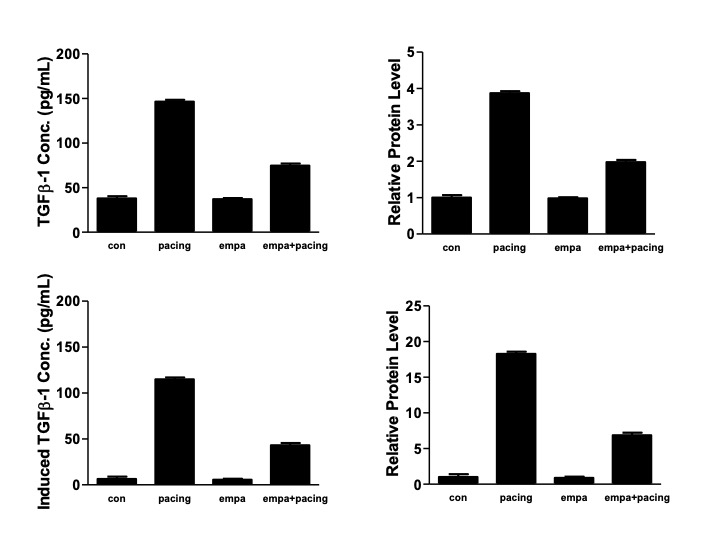 TGFβ-1 Conc. (pg/mL)
200
150
100
50
0
con pacing empa empa+pacing
Relative Protein Level
5
4
3
2
1
0
con pacing empa empa+pacing
Induced TGFβ-1 Conc. (pg/mL)
200
150
100
50
0
con pacing empa empa+pacing
Relative Protein Level
25
20
15
10
5
0
con pacing empa empa+pacing